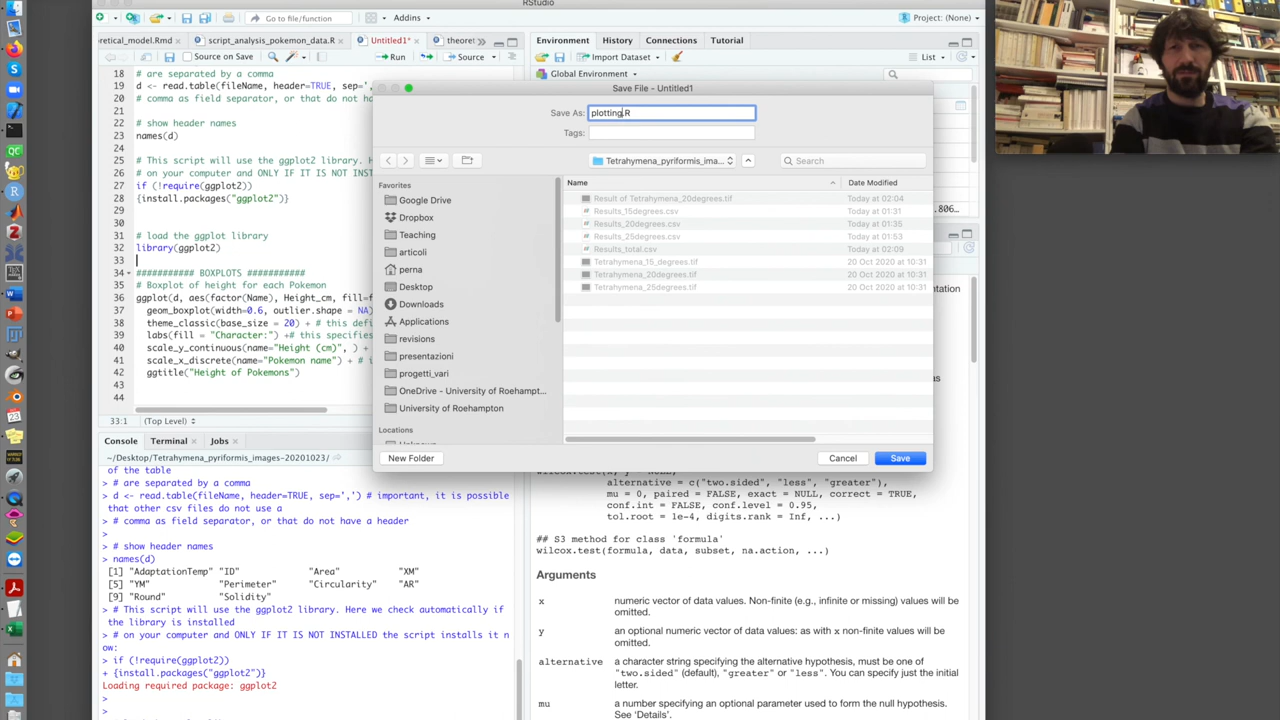 RStudio
Go to file/function
Addins
Project: (None)
retical_model.Rmd
script_analysis_pokemon_data.R
Untitled1*
theoret
Source on Save
Run
Source
18 # are separated by a comma
19 d <- read.table(fileName, header=TRUE, sep=',
20 # comma as field separator, or that do not ha
21
22 # show header names
23 names(d)
24
25 # This script will use the ggplot2 library. H
26 # on your computer and ONLY IF IT IS NOT INST
27 if (!require(ggplot2))
28 {install.packages("ggplot2")}
29
30
31 # load the ggplot library
32 library(ggplot2)
33
34 ########### BOXPLOTS ###########
35 # Boxplot of height for each Pokemon
36 ggplot(d, aes(factor(Name), Height_cm, fill=f
37 geom_boxplot(width=0.6, outlier.shape = NA)
38 theme_classic(base_size = 20) + # this defi
39 labs(fill = "Character:") +# this specifies
40 scale_y_continuous(name="Height (cm)", ) +
41 scale_x_discrete(name="Pokemon name") + # i
42 ggtitle("Height of Pokemons")
43
44
33:1 (Top Level)
Console
Terminal
Jobs
~/Desktop/Tetrahymena_pyriformis_images-20201023/
of the table
> # are separated by a comma
> d <- read.table(fileName, header=TRUE, sep=',') # important, it is possible
that other csv files do not use a
> # comma as field separator, or that do not have a header
>
> # show header names
> names(d)
[1] "AdaptationTemp" "ID" "Area" "XM"
[5] "YM" "Perimeter" "Circularity" "AR"
[9] "Round" "Solidity"
> # This script will use the ggplot2 library. Here we check automatically if
the library is installed
> # on your computer and ONLY IF IT IS NOT INSTALLED the script installs it n
ow:
> if (!require(ggplot2))
+ {install.packages("ggplot2")}
Loading required package: ggplot2
>
>
Environment
History
Connections
Tutorial
Import Dataset
List
Global Environment
Save File - Untitled1
Save As: plotting.R
Tags:
Tetrahymena_pyriformis_ima...
Search
Favorites
Google Drive
Dropbox
Teaching
articoli
perna
Desktop
Downloads
Applications
revisions
presentazioni
progetti_vari
OneDrive - University of Roehampt...
University of Roehampton
Locations
Name
Date Modified
Result of Tetrahymena_20degrees.tif Today at 02:04
Results_15degrees.csv Today at 01:31
Results_20degrees.csv Today at 01:35
Results_25degrees.csv Today at 01:53
Results_total.csv Today at 02:09
Tetrahymena_15_degrees.tif 20 Oct 2020 at 10:31
Tetrahymena_20degrees.tif 20 Oct 2020 at 10:31
Tetrahymena_25degrees.tif 20 Oct 2020 at 10:31
New Folder
Cancel
Save
.806…
ntation
as
alternative = c("two.sided", "less", "greater"),
mu = 0, paired = FALSE, exact = NULL, correct = TRUE,
conf.int = FALSE, conf.level = 0.95,
tol.root = 1e-4, digits.rank = Inf, ...)
## S3 method for class 'formula'
wilcox.test(formula, data, subset, na.action, ...)
Arguments
x numeric vector of data values. Non-finite (e.g., infinite or missing) values will be
omitted.
y an optional numeric vector of data values: as with x non-finite values will be
omitted.
alternative a character string specifying the alternative hypothesis, must be one of
"two.sided" (default), "greater" or "less". You can specify just the initial
letter.
mu a number specifying an optional parameter used to form the null hypothesis.
See 'Details'.